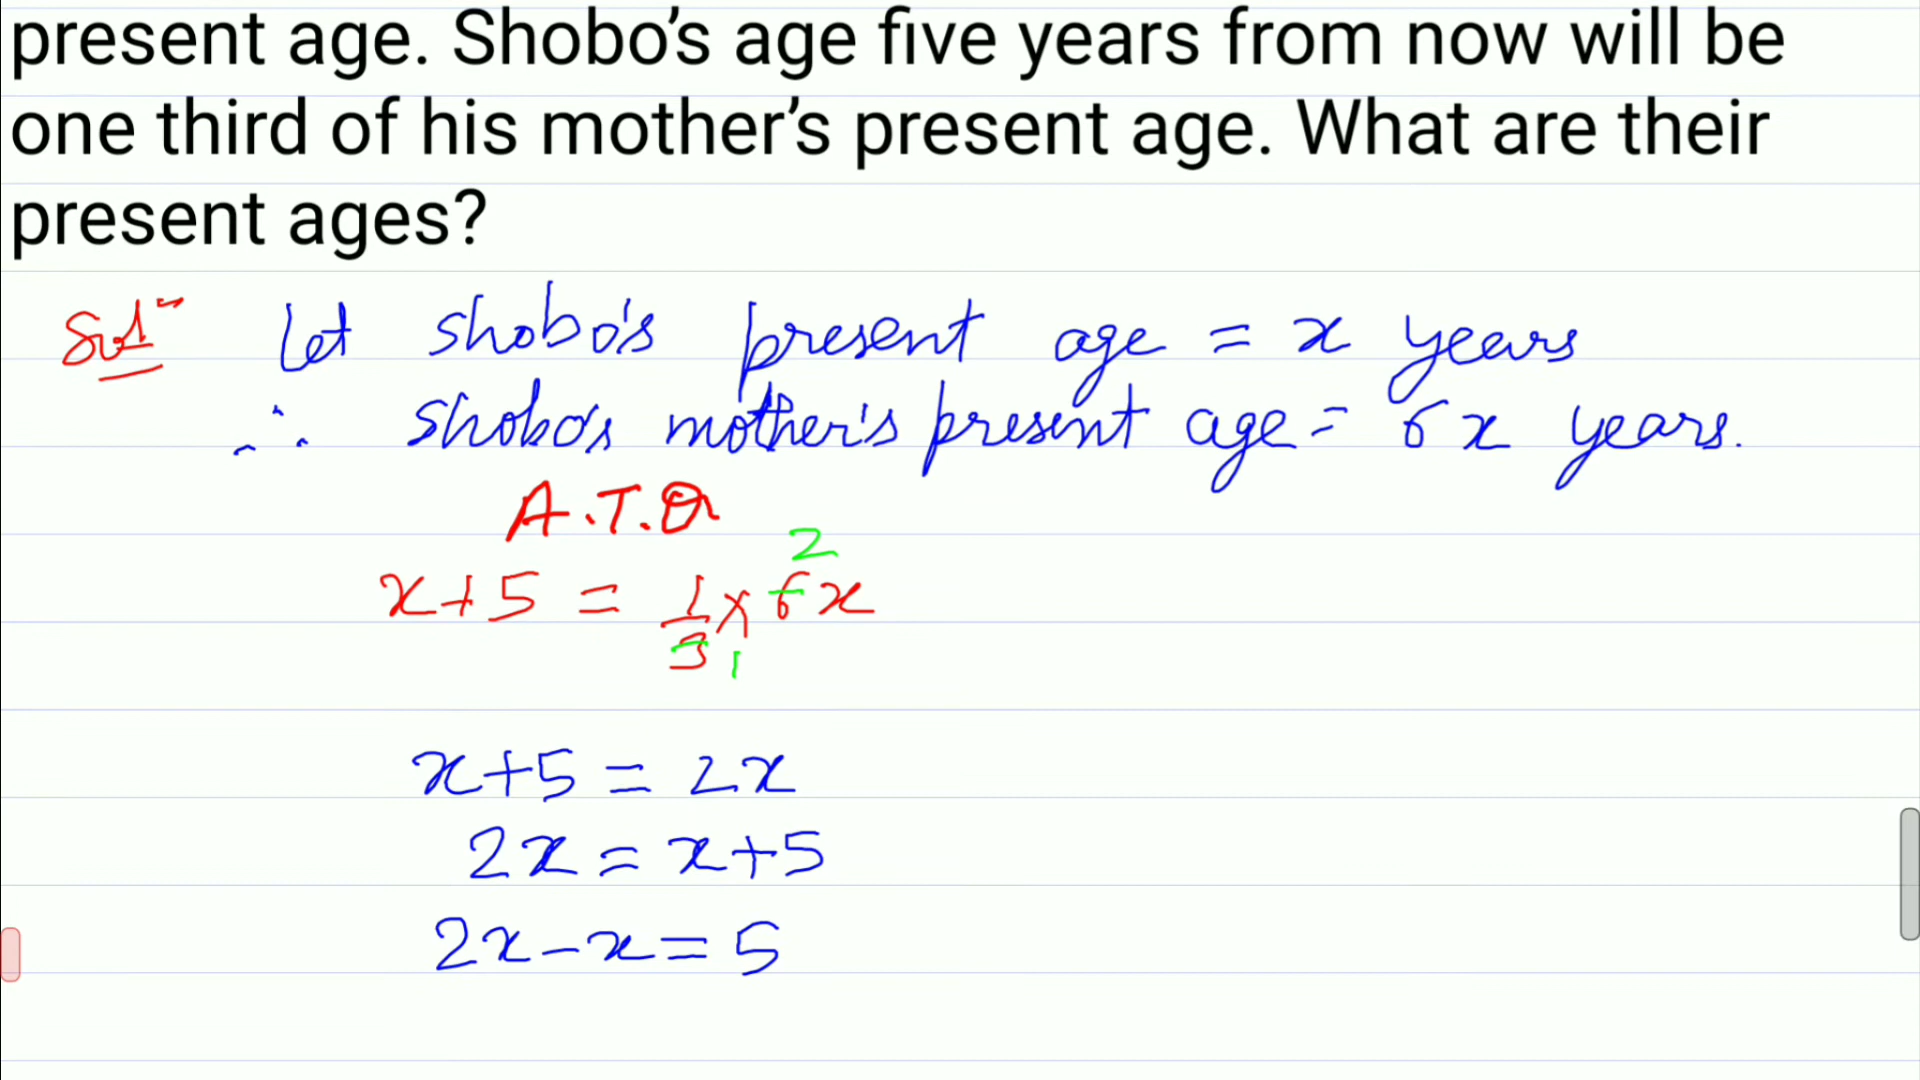 present age. Shobo’s age five years from now will be
one third of his mother’s present age. What are their
present ages?
Solⁿ Let shobo's present age = x years
∴ Shobo's mother's present age = 6x years.
A.T.Q
x+5 = 1/3 × 6x
2
1
x+5 = 2x
2x = x+5
2x-x = 5